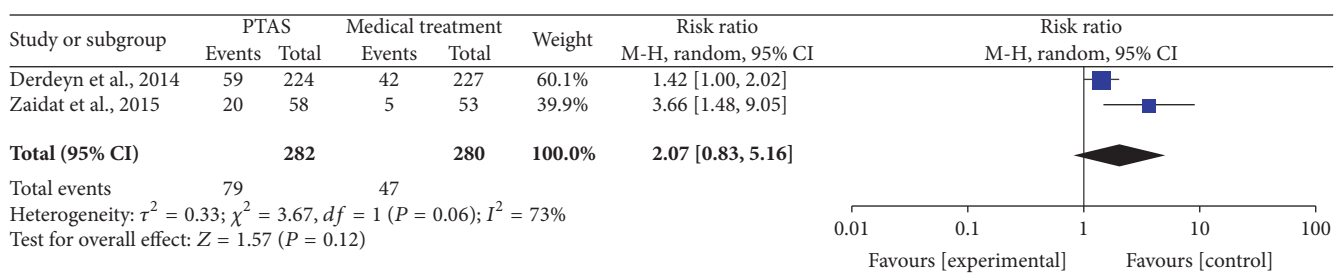 Study or subgroup PTAS Medical treatment Weight Risk ratio Risk ratio
Events Total Events Total M-H, random, 95% CI M-H, random, 95% CI
Derdeyn et al., 2014 59 224 42 227 60.1% 1.42 [1.00, 2.02]
Zaidat et al., 2015 20 58 5 53 39.9% 3.66 [1.48, 9.05]
Total (95% CI) 282 280 100.0% 2.07 [0.83, 5.16]
Total events 79 47
Heterogeneity: τ² = 0.33; χ² = 3.67, df = 1 (P = 0.06); I² = 73%
Test for overall effect: Z = 1.57 (P = 0.12)
0.01 0.1 1 10 100
Favours [experimental] Favours [control]